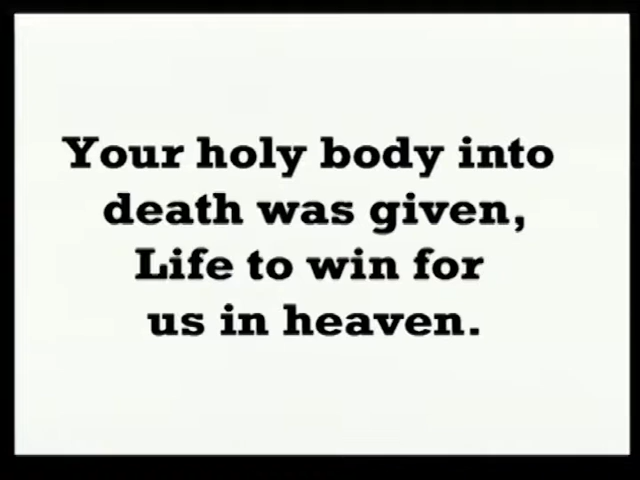 Your holy body into
death was given,
Life to win for
us in heaven.